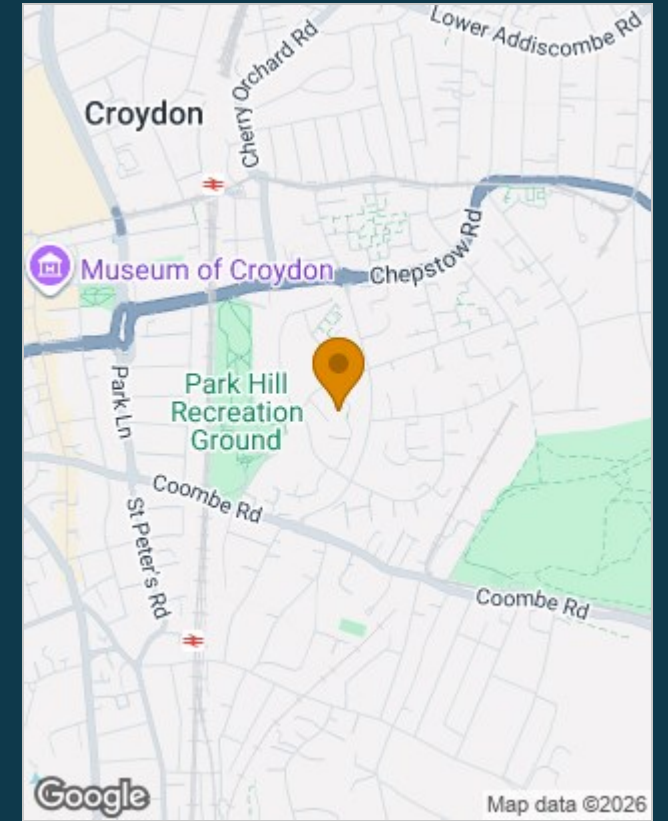 Lower Addiscombe Rd
Cherry Orchard Rd
Croydon
Chepstow Rd
Museum of Croydon
Park Ln
Park Hill
Recreation
Ground
Coombe Rd
St Peter's Rd
Coombe Rd
Google
Map data ©2026